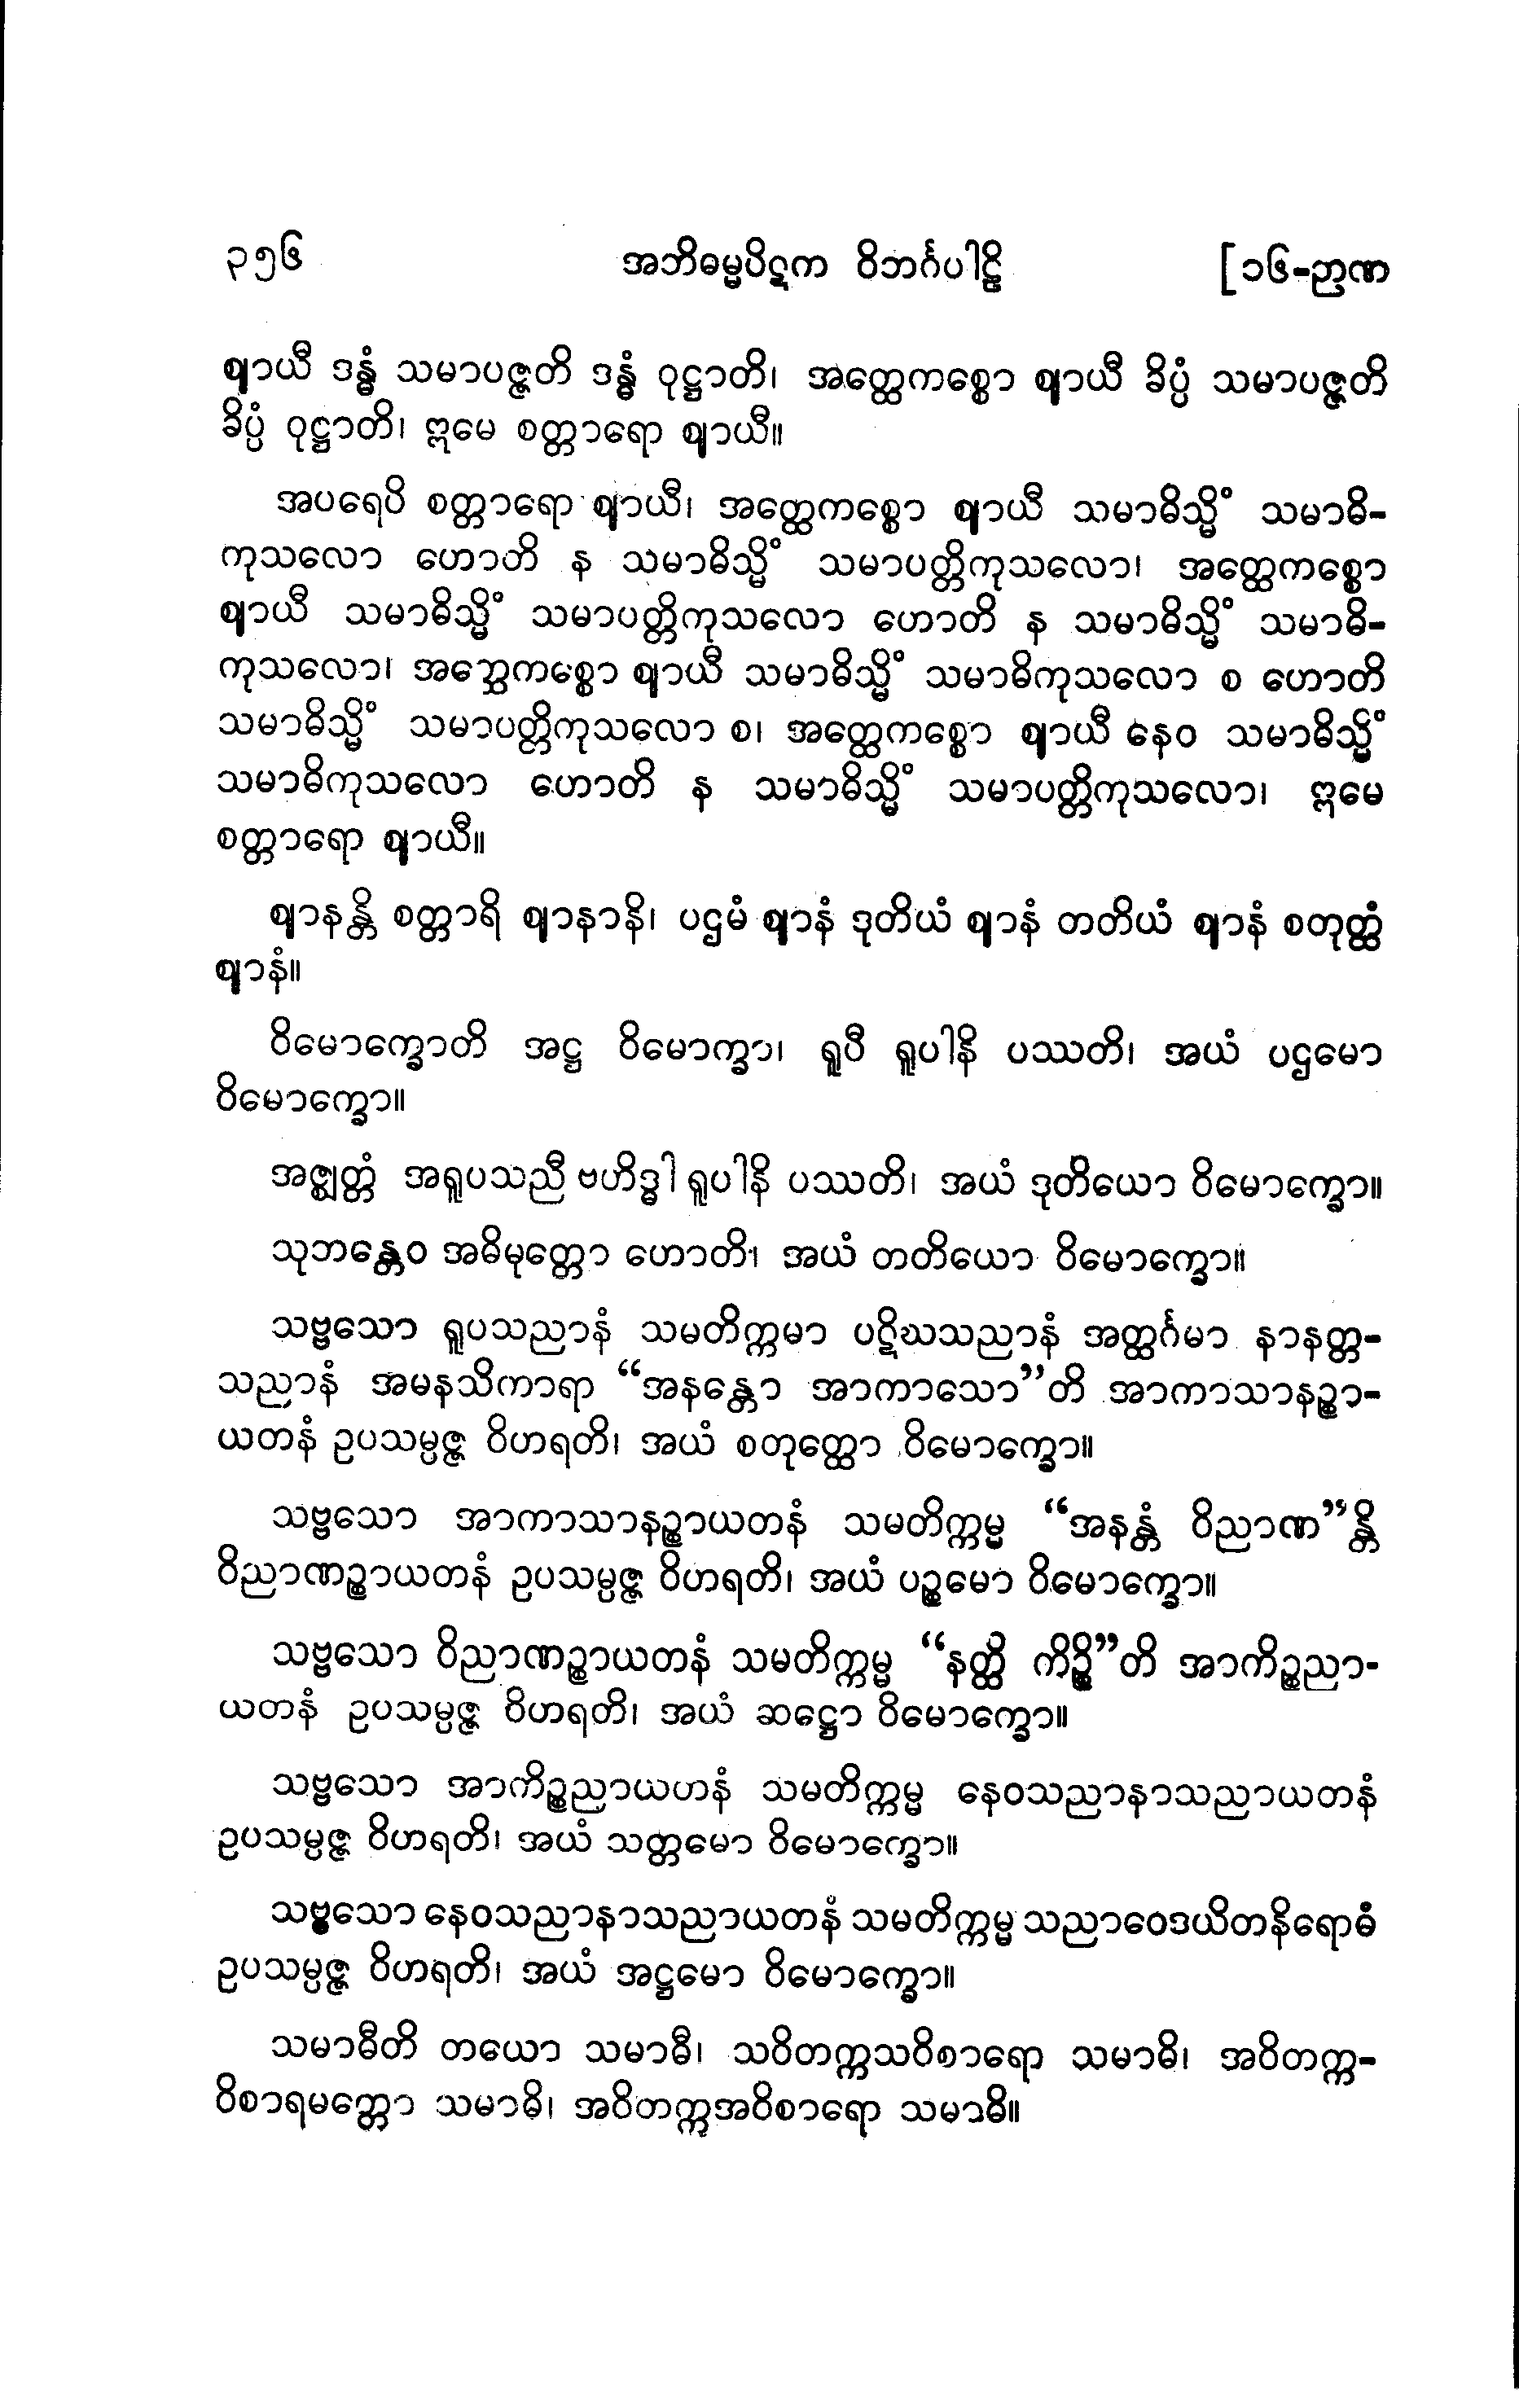 ၃၅၆ အဘိဓမ္မပိဋက ဝိဘင်္ဂပါဠိ [၁၆-ဉာဏ
ဈာယီ ဒန္ဓံ သမာပဇ္ဇတိ ဒန္ဓံ ဝုဋ္ဌာတိ၊ အတ္ထေကစ္စော ဈာယီ ခိပ္ပံ သမာပဇ္ဇတိ
ခိပ္ပံ ဝုဋ္ဌာတိ၊ ဣမေ စတ္တာရော ဈာယီ။
အပရေပိ စတ္တာရော ဈာယီ၊ အတ္ထေကစ္စော ဈာယီ သမာဓိသ္မိံ သမာဓိ-
ကုသလော ဟောတိ န သမာဓိသ္မိံ သမာပတ္တိကုသလော၊ အတ္ထေကစ္စော
ဈာယီ သမာဓိသ္မိံ သမာပတ္တိကုသလော ဟောတိ န သမာဓိသ္မိံ သမာဓိ-
ကုသလော၊ အတ္ထေကစ္စော ဈာယီ သမာဓိသ္မိံ သမာဓိကုသလော စ ဟောတိ
သမာဓိသ္မိံ သမာပတ္တိကုသလော စ၊ အတ္ထေကစ္စော ဈာယီ နေဝ သမာဓိသ္မိံ
သမာဓိကုသလော ဟောတိ န သမာဓိသ္မိံ သမာပတ္တိကုသလော၊ ဣမေ
စတ္တာရော ဈာယီ။
ဈာနန္တိ စတ္တာရိ ဈာနာနိ၊ ပဌမံ ဈာနံ ဒုတိယံ ဈာနံ တတိယံ ဈာနံ စတုတ္ထံ
ဈာနံ။
ဝိမောက္ခောတိ အဋ္ဌ ဝိမောက္ခာ၊ ရူပီ ရူပါနိ ပဿတိ၊ အယံ ပဌမော
ဝိမောက္ခော။
အဇ္ဈတ္တံ အရူပသညီ ဗဟိဒ္ဓါ ရူပါနိ ပဿတိ၊ အယံ ဒုတိယော ဝိမောက္ခော။
သုဘန္တေဝ အဓိမုတ္တော ဟောတိ၊ အယံ တတိယော ဝိမောက္ခော။
သဗ္ဗသော ရူပသညာနံ သမတိက္ကမာ ပဋိဃသညာနံ အတ္ထင်္ဂမာ နာနတ္တ-
သညာနံ အမနသိကာရာ “အနန္တော အာကာသော”တိ အာကာသာနဉ္စာ-
ယတနံ ဥပသမ္ပဇ္ဇ ဝိဟရတိ၊ အယံ စတုတ္ထော ဝိမောက္ခော။
သဗ္ဗသော အာကာသာနဉ္စာယတနံ သမတိက္ကမ္မ “အနန္တံ ဝိညာဏ”န္တိ
ဝိညာဏဉ္စာယတနံ ဥပသမ္ပဇ္ဇ ဝိဟရတိ၊ အယံ ပဉ္စမော ဝိမောက္ခော။
သဗ္ဗသော ဝိညာဏဉ္စာယတနံ သမတိက္ကမ္မ “နတ္ထိ ကိဉ္စိ”တိ အာကိဉ္စညာ-
ယတနံ ဥပသမ္ပဇ္ဇ ဝိဟရတိ၊ အယံ ဆဋ္ဌော ဝိမောက္ခော။
သဗ္ဗသော အာကိဉ္စညာယဟနံ သမတိက္ကမ္မ နေဝသညာနာသညာယတနံ
ဥပသမ္ပဇ္ဇ ဝိဟရတိ၊ အယံ သတ္တမော ဝိမောက္ခော။
သဗ္ဗသော နေဝသညာနာသညာယတနံ သမတိက္ကမ္မ သညာဝေဒယိတနိရောဓံ
ဥပသမ္ပဇ္ဇ ဝိဟရတိ၊ အယံ အဋ္ဌမော ဝိမောက္ခော။
သမာဓီတိ တယော သမာဓီ၊ သဝိတက္ကသဝိစာရော သမာဓိ၊ အဝိတက္က-
ဝိစာရမတ္တော သမာဓိ၊ အဝိတက္ကအဝိစာရော သမာဓိ။